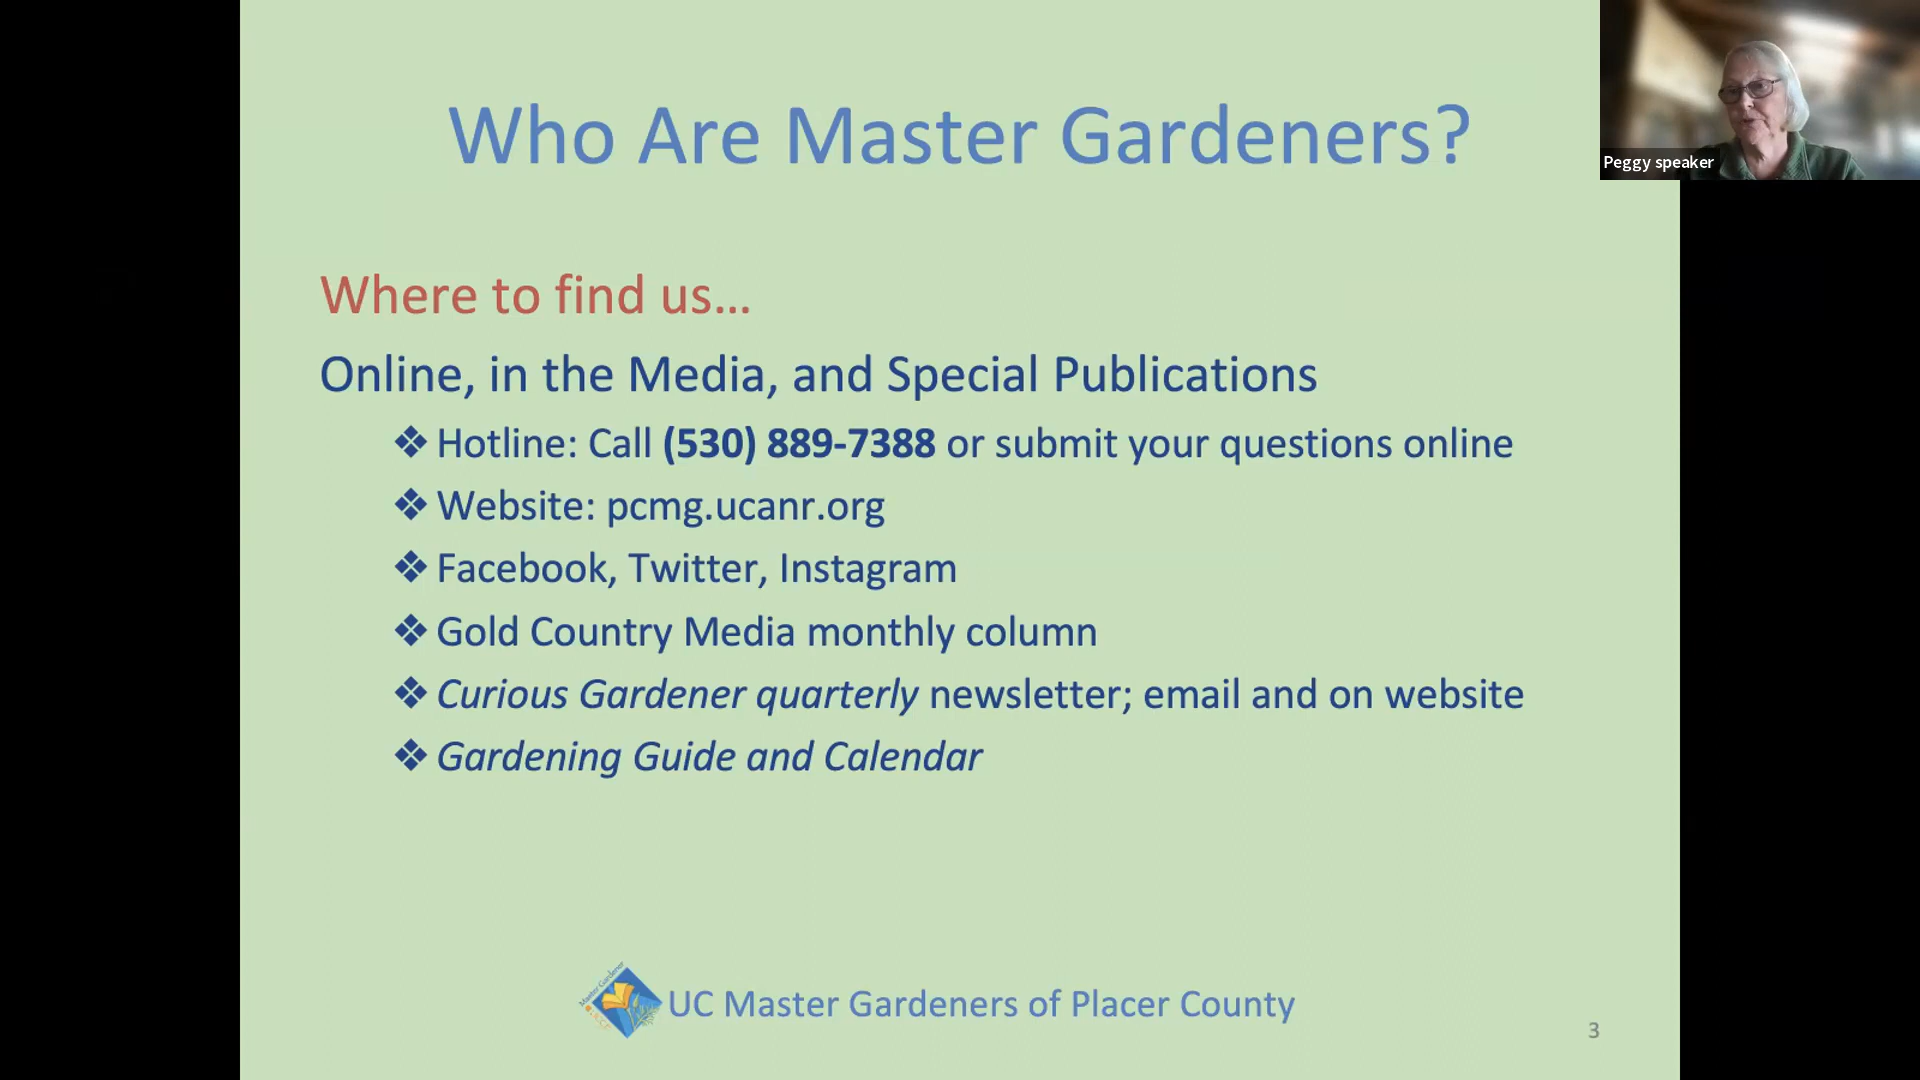 Who Are Master Gardeners?
Peggy speaker
Where to find us...
Online, in the Media, and Special Publications
❖ Hotline: Call (530) 889-7388 or submit your questions online
❖ Website: pcmg.ucanr.org
❖ Facebook, Twitter, Instagram
❖ Gold Country Media monthly column
❖ Curious Gardener quarterly newsletter; email and on website
❖ Gardening Guide and Calendar
Master Gardener
UC Master Gardeners of Placer County
3